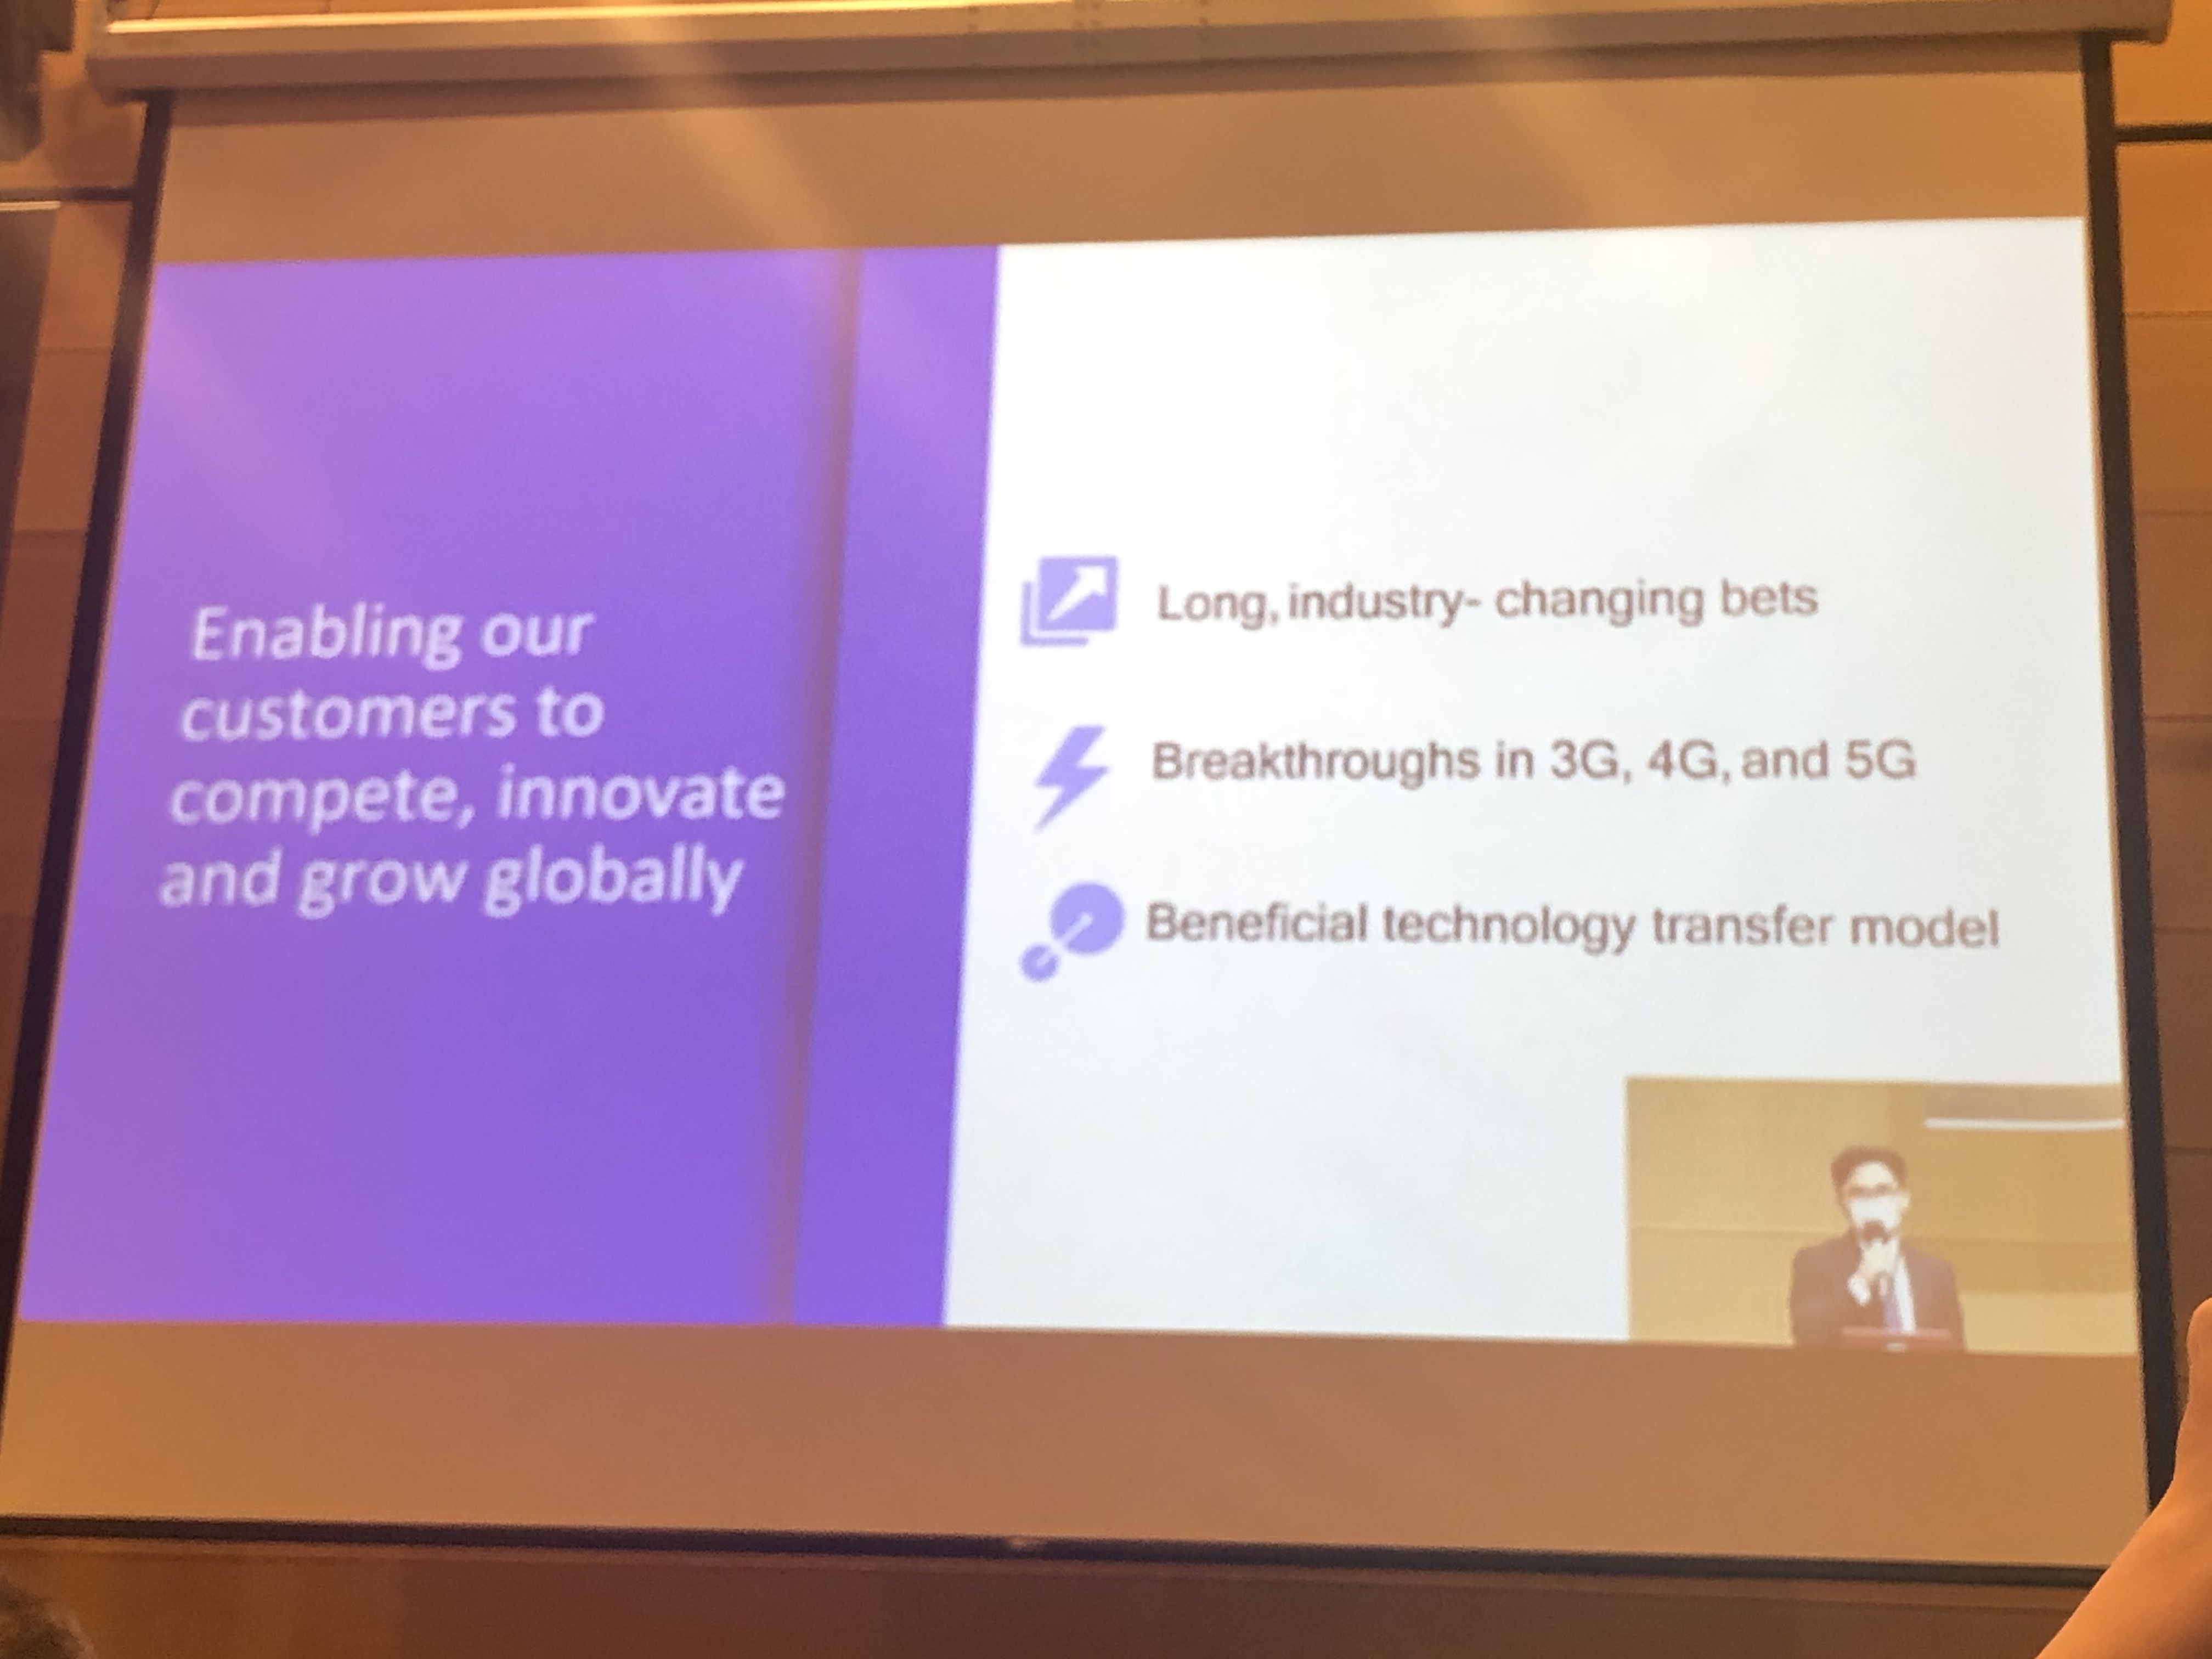 Enabling our
customers to
compete, innovate
and grow globally
Long, industry- changing bets
Breakthroughs in 3G, 4G, and 5G
Beneficial technology transfer model